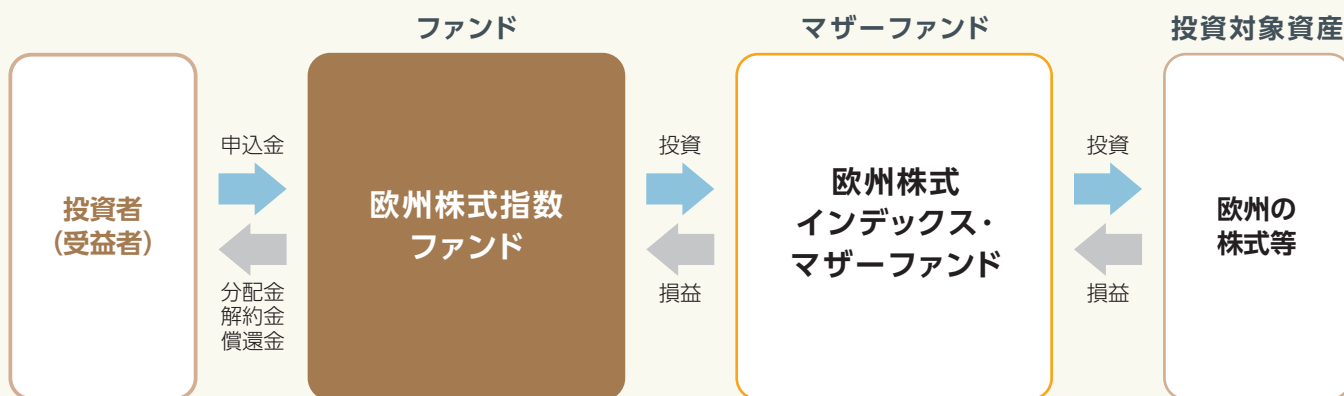 ファンド
マザーファンド
投資対象資産
投資者
(受益者)
申込金
分配金
解約金
償還金
欧州株式指数
ファンド
投資
損益
欧州株式
インデックス・
マザーファンド
投資
損益
欧州の
株式等